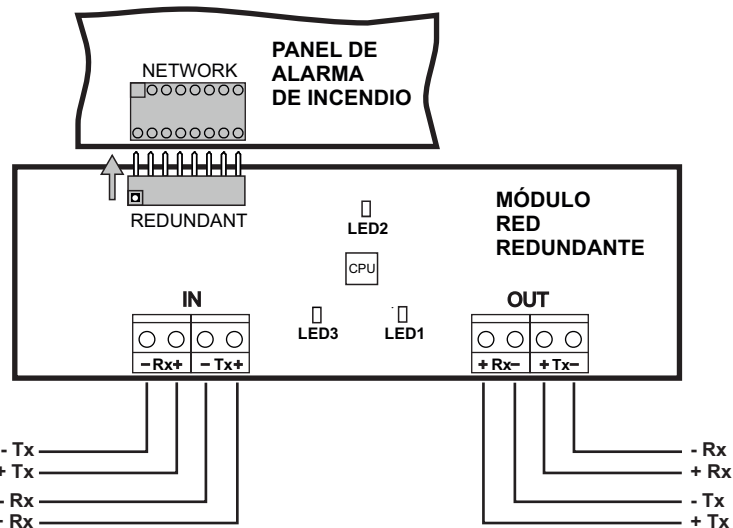 PANEL DE
ALARMA
DE INCENDIO
NETWORK
REDUNDANT
MÓDULO
RED
REDUNDANTE
LED2
CPU
LED3
LED1
IN
OUT
− Rx+
− Tx+
+ Rx−
+ Tx−
- Tx
+ Tx
- Rx
+ Rx
- Rx
+ Rx
- Tx
+ Tx